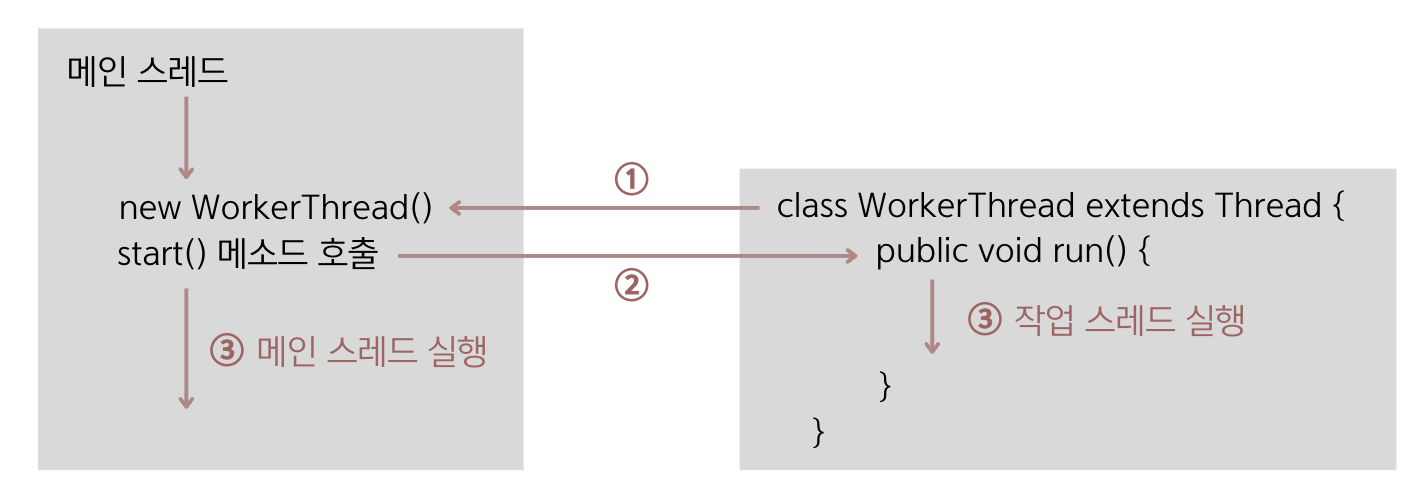 메인 스레드
new WorkerThread()
start() 메소드 호출
③ 메인 스레드 실행
①
②
class WorkerThread extends Thread {
public void run() {
③ 작업 스레드 실행
}
}